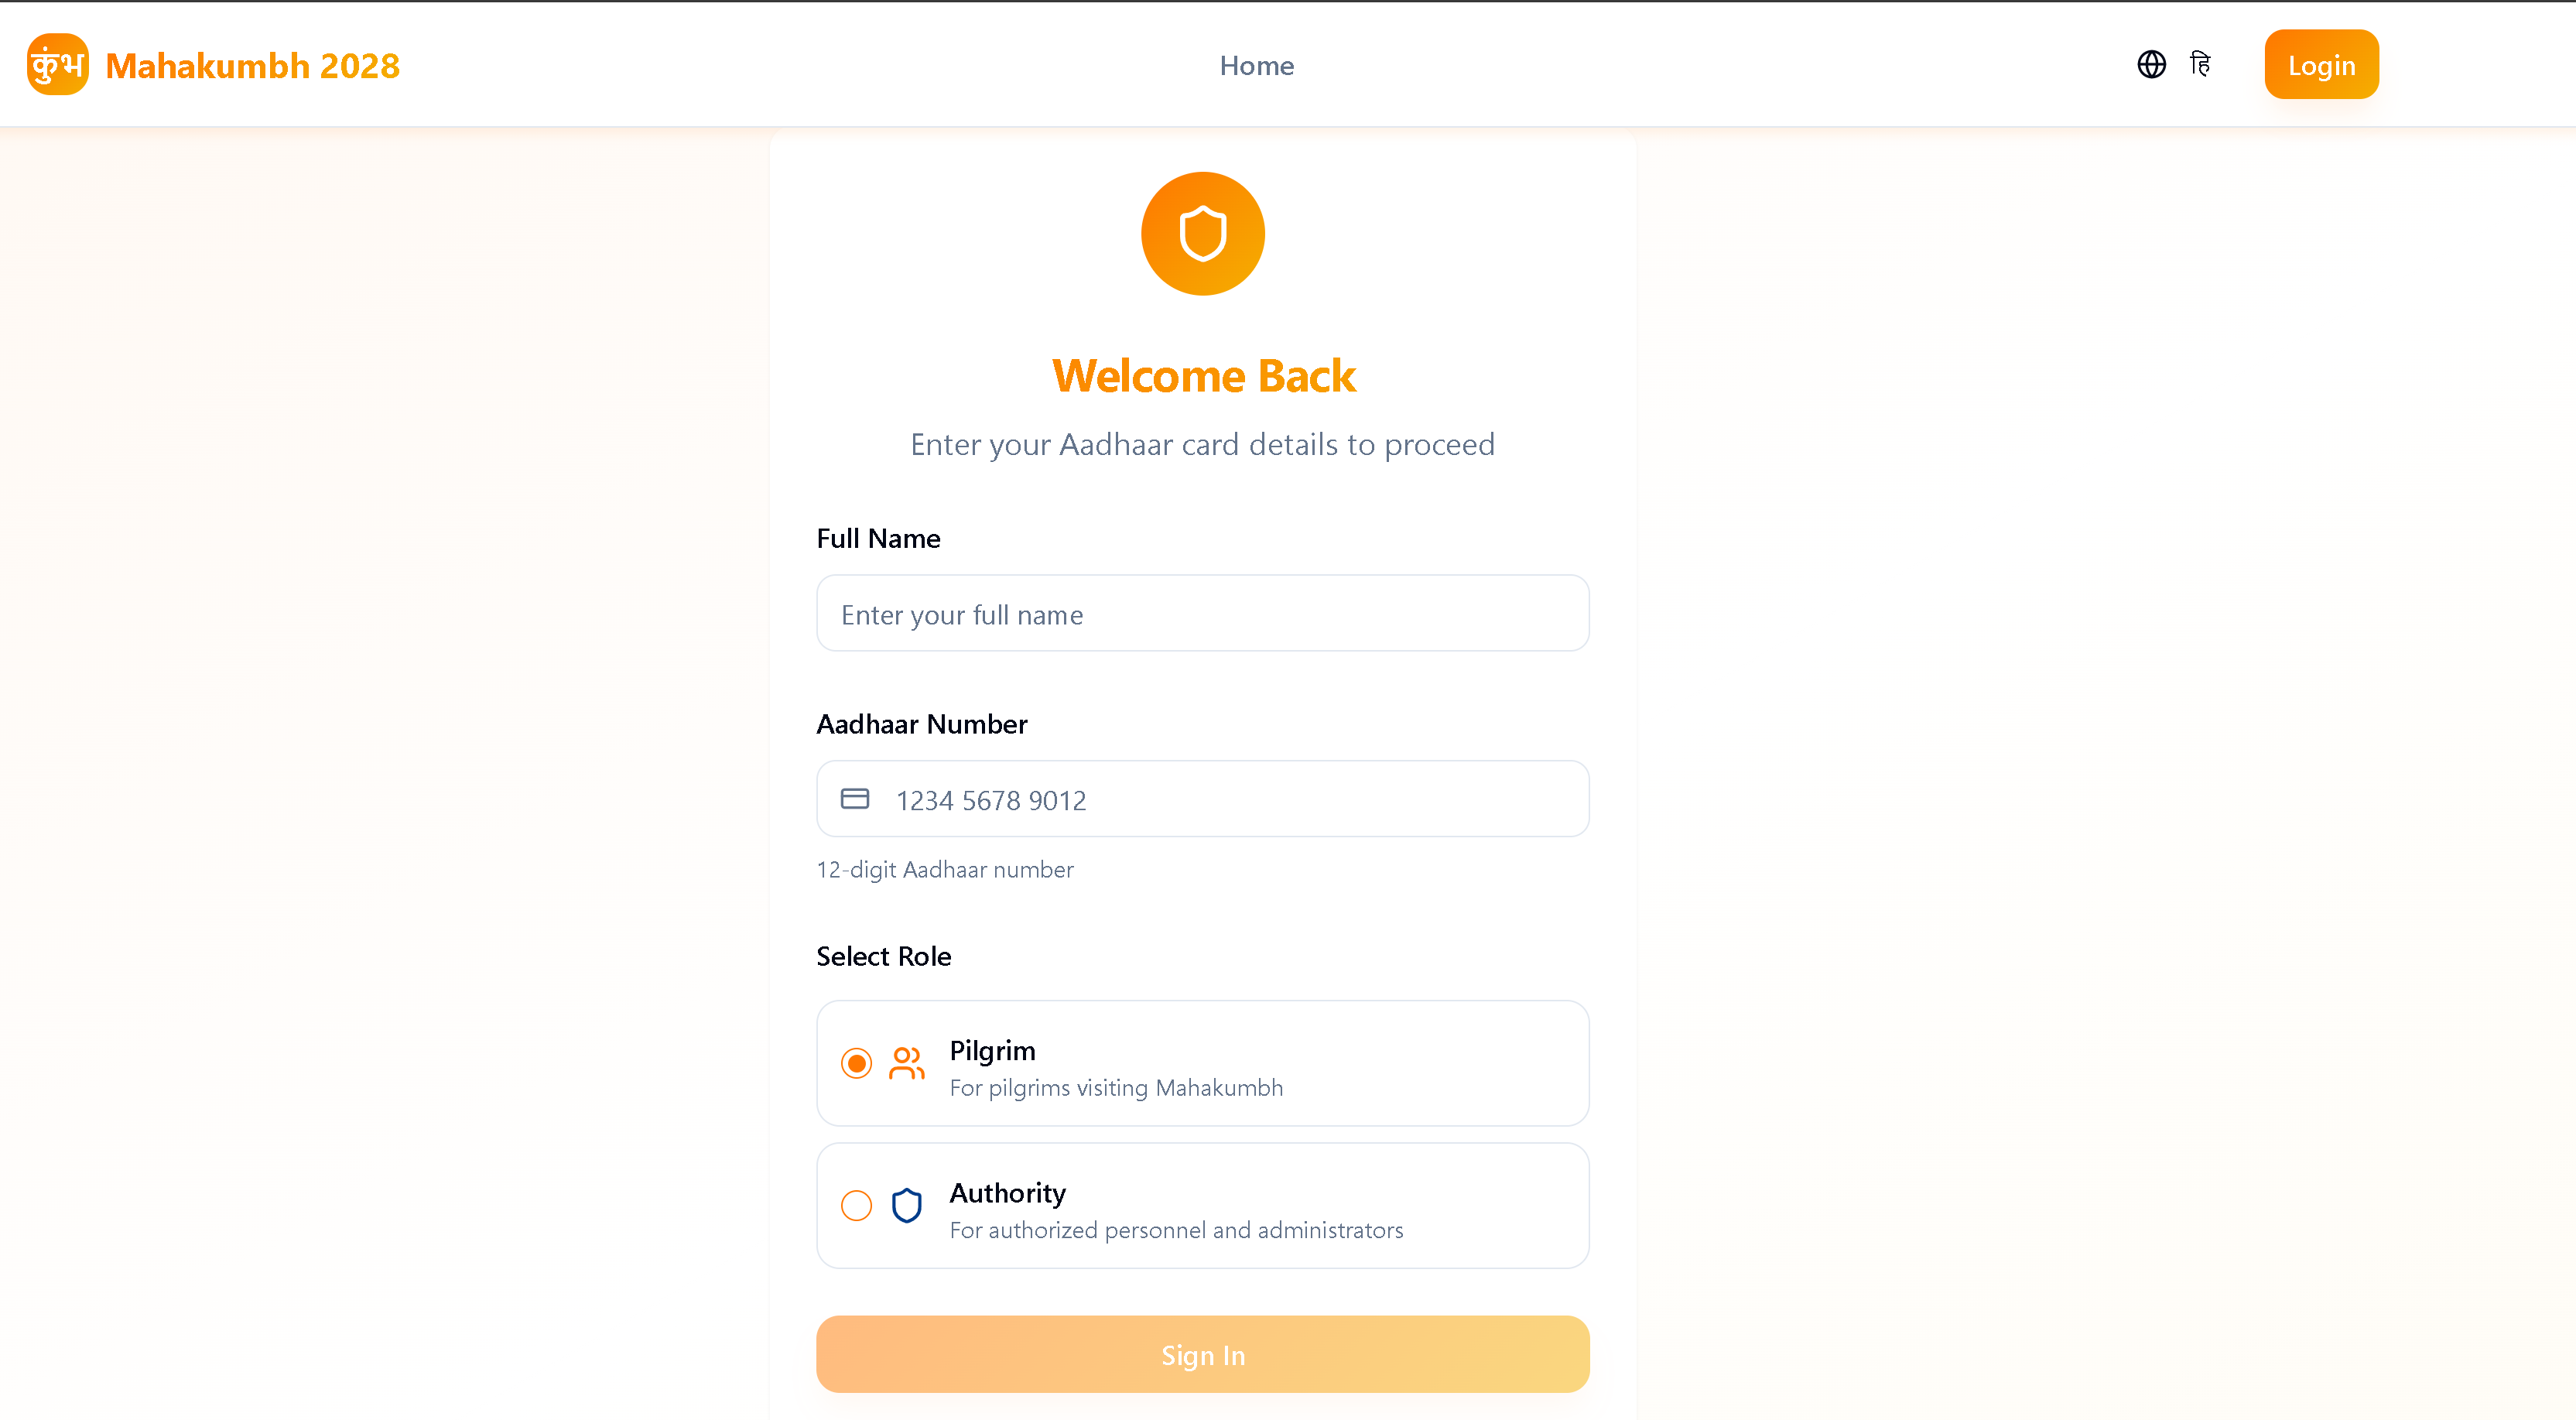 कुंभ Mahakumbh 2028
Home
हि
Login
Welcome Back
Enter your Aadhaar card details to proceed
Full Name
Enter your full name
Aadhaar Number
1234 5678 9012
12-digit Aadhaar number
Select Role
Pilgrim
For pilgrims visiting Mahakumbh
Authority
For authorized personnel and administrators
Sign In